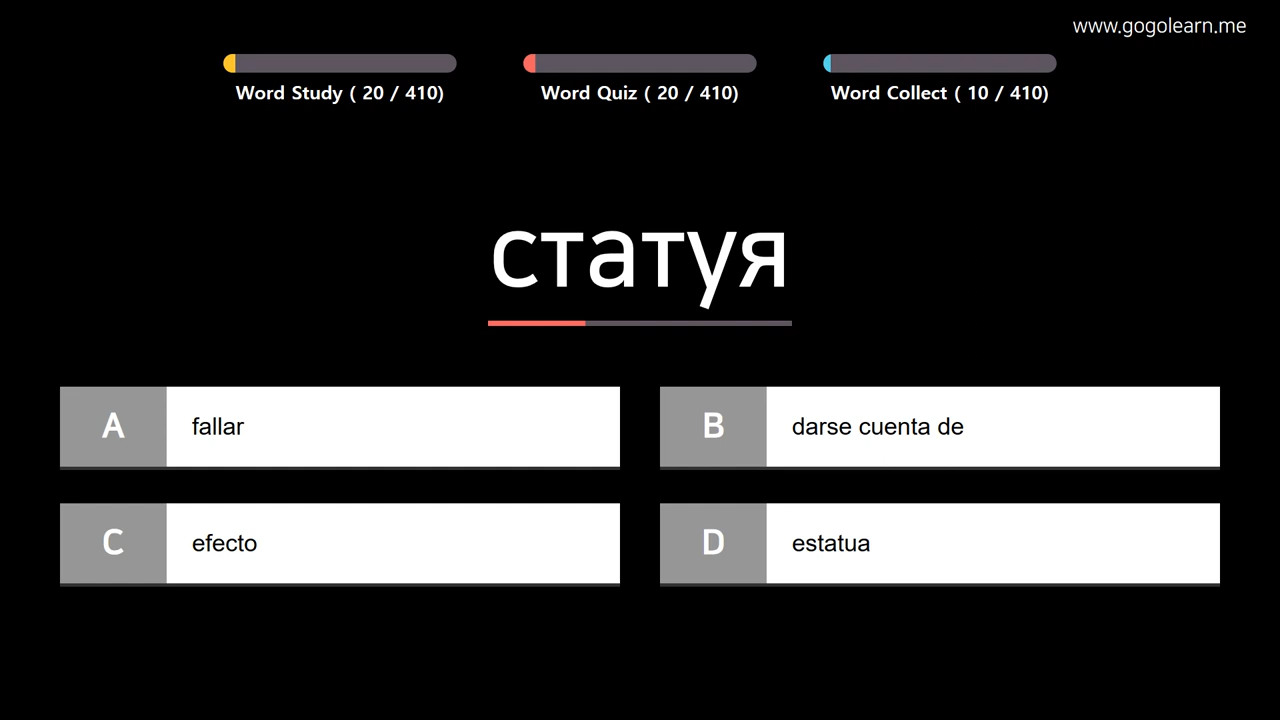 www.gogolearn.me
Word Study ( 20 / 410)
Word Quiz ( 20 / 410)
Word Collect ( 10 / 410)
статуя
A fallar
B darse cuenta de
C efecto
D estatua